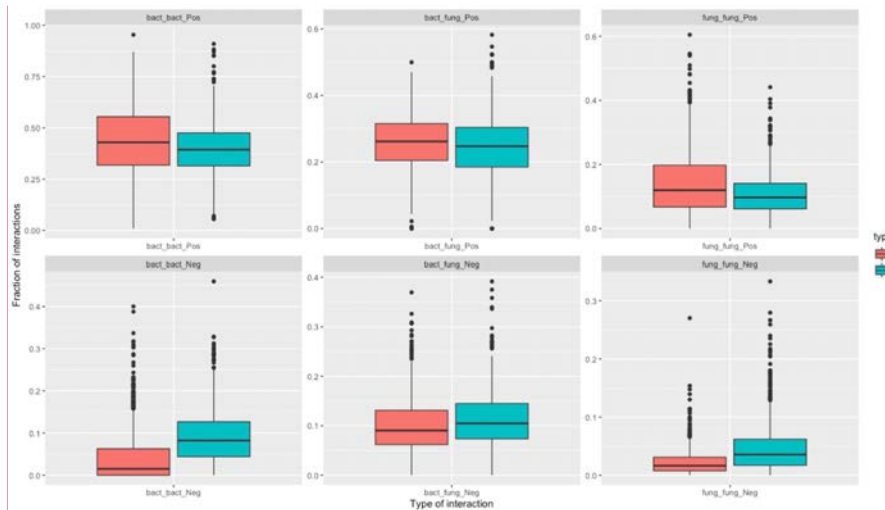 bact_bact_Pos
bact_fung_Pos
fung_fung_Pos
1.00
0.75
0.50
0.25
0.00
0.6
0.4
0.2
0.0
0.6
0.4
0.2
0.0
bact_bact_Pos
bact_fung_Pos
fung_fung_Pos
Fraction of interactions
typ
bact_bact_Neg
bact_fung_Neg
fung_fung_Neg
0.4
0.3
0.2
0.1
0.0
0.4
0.3
0.2
0.1
0.0
0.3
0.2
0.1
0.0
bact_bact_Neg
bact_fung_Neg
fung_fung_Neg
Type of interaction